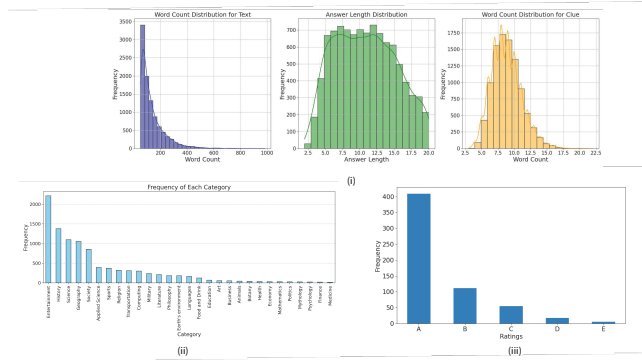 Word Count Distribution for Text
3500
3000
2500
2000
1500
1000
500
0
Frequency
200 400 600 800 1000
Word Count
Answer Length Distribution
700
600
500
400
300
200
100
0
Frequency
2.5 5.0 7.5 10.0 12.5 15.0 17.5 20.0
Answer Length
Word Count Distribution for Clue
1750
1500
1250
1000
750
500
250
0
Frequency
2.5 5.0 7.5 10.0 12.5 15.0 17.5 20.0 22.5
Word Count
(i)
Frequency of Each Category
2000
1500
1000
500
0
Frequency
Entertainment
History
Science
Geography
Society
Applied Science
Sports
Religion
Transportation
Computing
Military
Literature
Philosophy
Earth's environment
Languages
Food and Drink
Education
Art
Business
Animals
Botany
Health
Economy
Mathematics
Politics
Mythology
Psychology
Finance
Medicine
Category
(ii)
400
350
300
250
200
150
100
50
0
Frequency
A B C D E
Ratings
(iii)